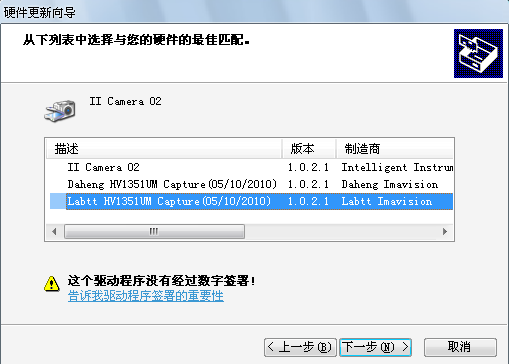 硬件更新向导
从下列表中选择与您的硬件的最佳匹配。
II Camera O2
描述 版本 制造商
II Camera O2 1.0.2.1 Intelligent Instrum
Daheng HV1351UM Capture(05/10/2010) 1.0.2.1 Daheng Imavision
Labtt HV1351UM Capture(05/10/2010) 1.0.2.1 Labtt Imavision
这个驱动程序没有经过数字签署!
告诉我驱动程序签署的重要性
< 上一步(B) 下一步(N) > 取消